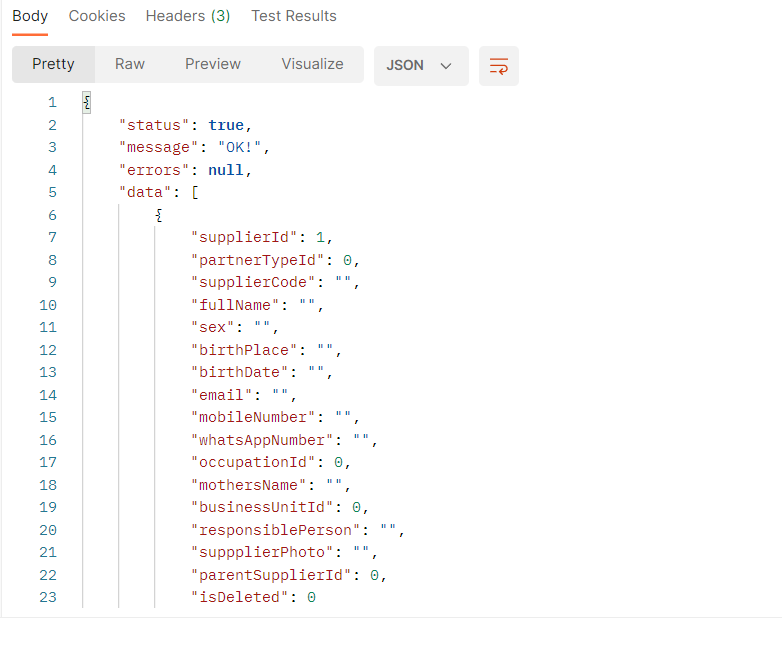 Body Cookies Headers (3) Test Results
Pretty Raw Preview Visualize JSON
1 {
2 "status": true,
3 "message": "OK!",
4 "errors": null,
5 "data": [
6 {
7 "supplierId": 1,
8 "partnerTypeId": 0,
9 "supplierCode": "",
10 "fullName": "",
11 "sex": "",
12 "birthPlace": "",
13 "birthDate": "",
14 "email": "",
15 "mobileNumber": "",
16 "whatsAppNumber": "",
17 "occupationId": 0,
18 "mothersName": "",
19 "businessUnitId": 0,
20 "responsiblePerson": "",
21 "suppplierPhoto": "",
22 "parentSupplierId": 0,
23 "isDeleted": 0